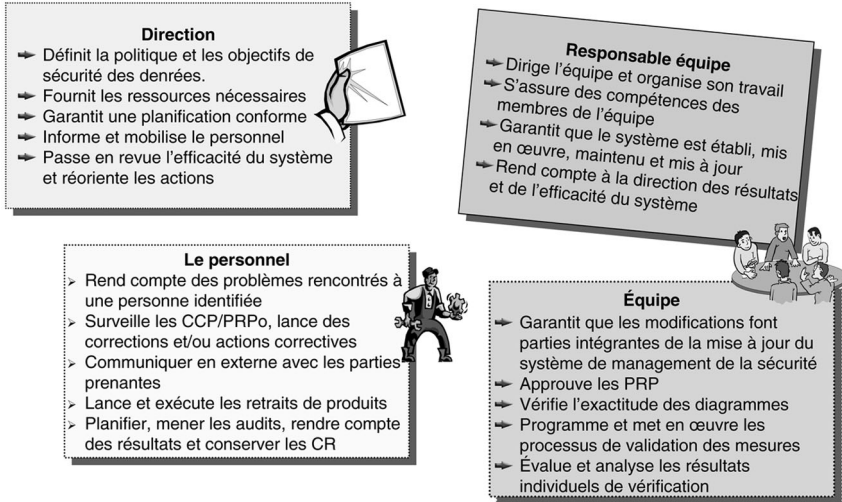 Direction
Définit la politique et les objectifs de
sécurité des denrées.
Fournit les ressources nécessaires
Garantit une planification conforme
Informe et mobilise le personnel
Passe en revue l'efficacité du système
et réoriente les actions
Responsable équipe
Dirige l'équipe et organise son travail
S'assure des compétences des
membres de l'équipe
Garantit que le système est établi, mis
en œuvre, maintenu et mis à jour
Rend compte à la direction des résultats
et de l'efficacité du système
Le personnel
Rend compte des problèmes rencontrés à
une personne identifiée
Surveille les CCP/PRPo, lance des
corrections et/ou actions correctives
Communiquer en externe avec les parties
prenantes
Lance et exécute les retraits de produits
Planifier, mener les audits, rendre compte
des résultats et conserver les CR
Équipe
Garantit que les modifications font
parties intégrantes de la mise à jour du
système de management de la sécurité
Approuve les PRP
Vérifie l'exactitude des diagrammes
Programme et met en œuvre les
processus de validation des mesures
Évalue et analyse les résultats
individuels de vérification